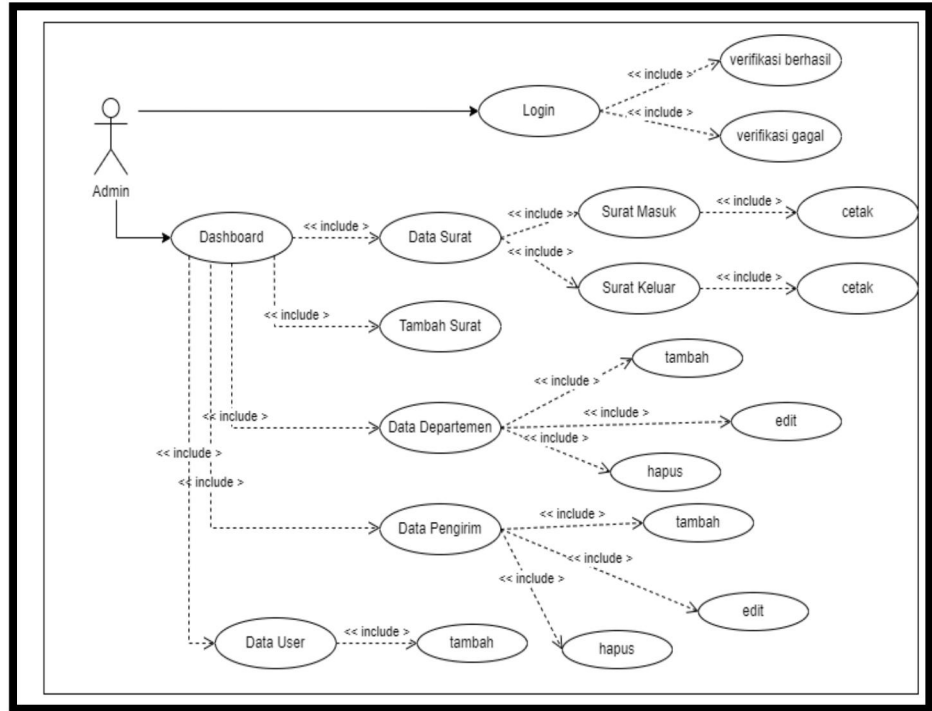 verifikasi berhasil
<< include >
Login
<< include >
verifikasi gagal
Admin
Dashboard
<< include >
Data Surat
<< include >
Surat Masuk
<< include >
cetak
<< include >
Surat Keluar
<< include >
cetak
<< include >
Tambah Surat
<< include >
tambah
<< include >
Data Departemen
<< include >
edit
<< include >
hapus
<< include >
<< include >
Data Pengirim
<< include >
tambah
<< include >
edit
<< include >
hapus
Data User
<< include >
tambah